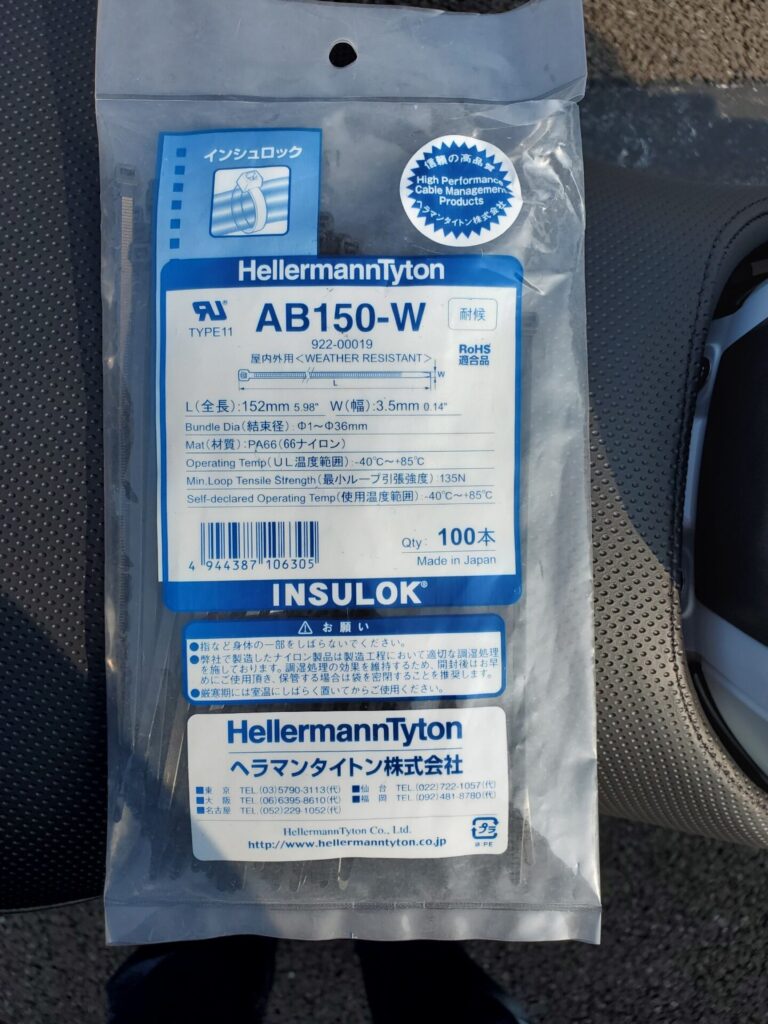 インシュロック
信頼の高品質
High Performance
Cable Management
Products
ヘラマンタイトン株式会社
HellermannTyton
TYPE11
AB150-W
耐候
922-00019
屋内外用<WEATHER RESISTANT>
RoHS
適合品
W
L
L(全長):152mm 5.98" W(幅):3.5mm 0.14"
Bundle Dia(結束径):Φ1〜Φ36mm
Mat(材質):PA66(66ナイロン)
Operating Temp(UL温度範囲):-40℃〜+85℃
Min.Loop Tensile Strength(最小ループ引張強度):135N
Self-declared Operating Temp(使用温度範囲):-40℃〜+85℃
Qty: 100本
Made in Japan
4 944387 106305
INSULOK®
⚠ お願い
●指など身体の一部をしばらないでください。
●弊社で製造したナイロン製品は製造工程において適切な調湿処理
を施しております。調湿処理の効果を維持するため、開封後はお早
めにご使用頂き、保管する場合は袋を密閉することを推奨します。
●厳寒期には室温にしばらく置いてからご使用ください。
HellermannTyton
ヘラマンタイトン株式会社
■東京 TEL.(03)5790-3113(代) ■仙台 TEL.(022)722-1057(代)
■大阪 TEL.(06)6395-8610(代) ■福岡 TEL.(092)481-8780(代)
■名古屋 TEL.(052)229-1052(代)
HellermannTyton Co., Ltd.
http://www.hellermanntyton.co.jp
プラ
PE